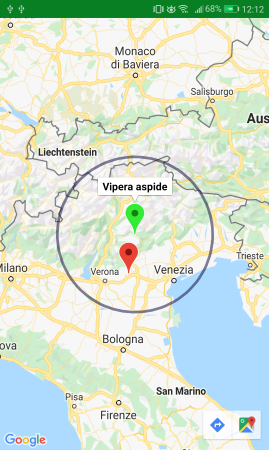 68% 12:12
Monaco
di Baviera
Salisburgo
Aus
Liechtenstein
Vipera aspide
Trieste
Milano
Verona
Venezia
Bologna
ova
San Marino
Pisa
Firenze
Google